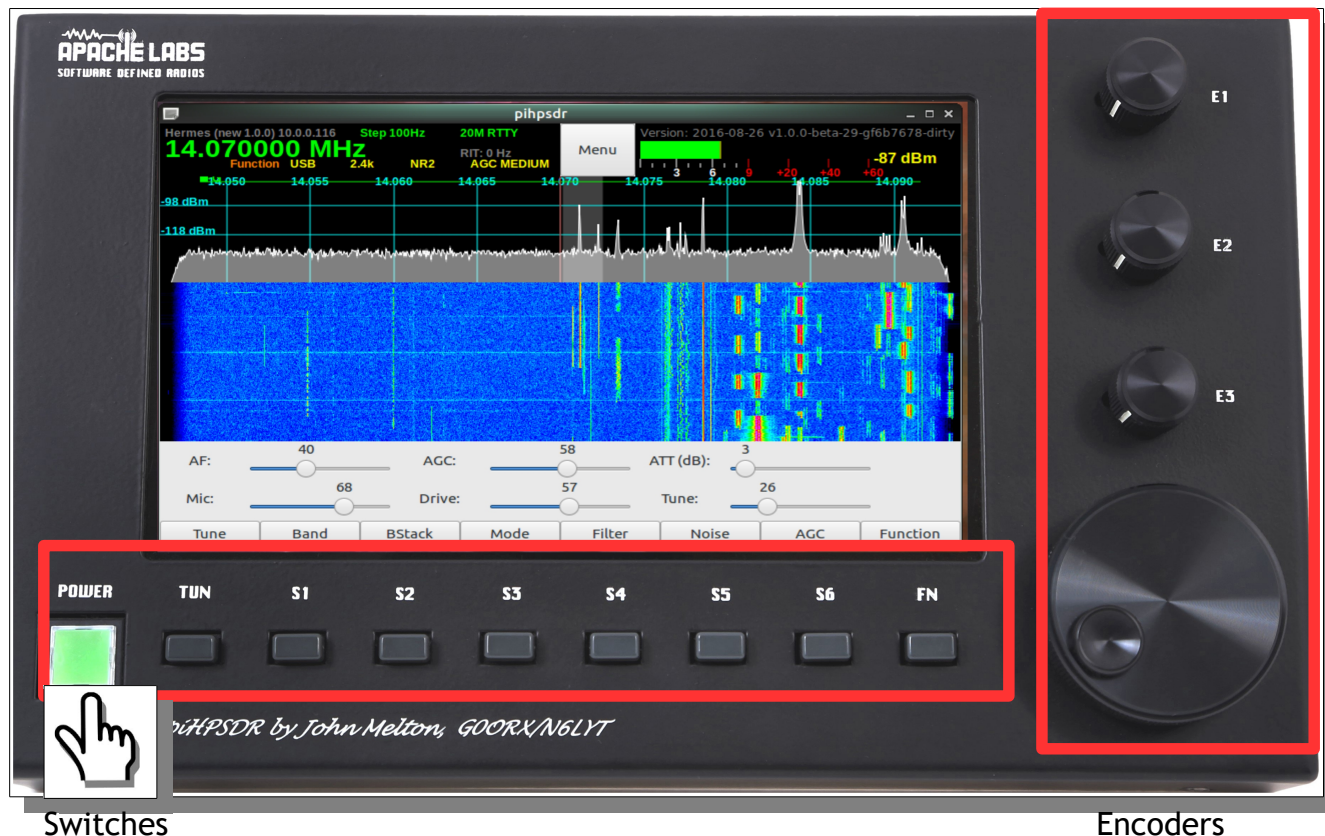 APACHE LABS
SOFTWARE DEFINED RADIOS
E1
pihpsdr
Hermes (new 1.0.0) 10.0.0.116 Step 100Hz 20M RTTY Menu Version: 2016-08-26 v1.0.0-beta-29-gf6b7678-dirty
14.070000 MHz RIT: 0 Hz -87 dBm
Function USB 2.4k NR2 AGC MEDIUM
3 6 9 +20 +40 +60
14.050 14.055 14.060 14.065 14.070 14.075 14.080 14.085 14.090
-98 dBm
-118 dBm
E2
E3
40 58 3
AF: AGC: ATT (dB):
68 57 26
Mic: Drive: Tune:
Tune Band BStack Mode Filter Noise AGC Function
POWER TUN S1 S2 S3 S4 S5 S6 FN
piHPSDR by John Melton, G0ORX/N6LYT
Switches Encoders